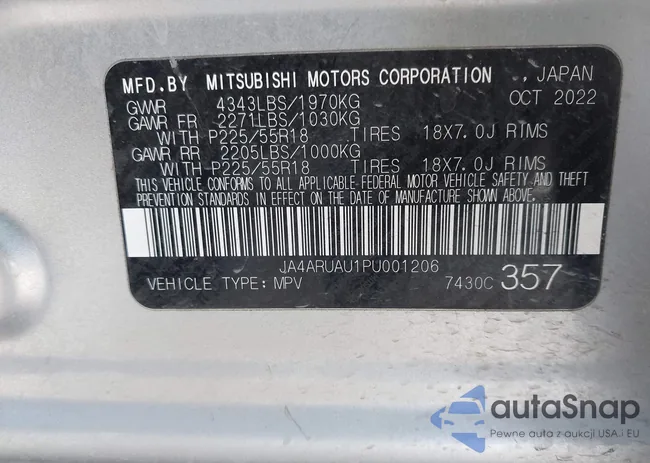 MFD.BY MITSUBISHI MOTORS CORPORATION ., JAPAN
GVWR 4343LBS/1970KG OCT 2022
GAWR FR 2271LBS/1030KG
WITH P225/55R18 TIRES 18X7.0J RIMS
GAWR RR 2205LBS/1000KG
WITH P225/55R18 TIRES 18X7.0J RIMS
THIS VEHICLE CONFORMS TO ALL APPLICABLE FEDERAL MOTOR VEHICLE SAFETY AND THEFT
PREVENTION STANDARDS IN EFFECT ON THE DATE OF MANUFACTURE SHOWN ABOVE.
JA4ARUAU1PU001206
VEHICLE TYPE: MPV 7430C 357
autoSnap
Pewne auta z aukcji USA i EU